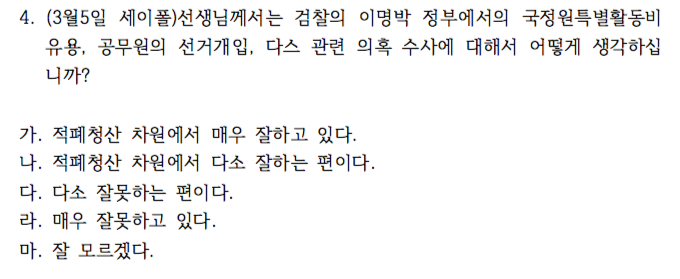 4. (3월5일 세이폴)선생님께서는 검찰의 이명박 정부에서의 국정원특별활동비
유용, 공무원의 선거개입, 다스 관련 의혹 수사에 대해서 어떻게 생각하십
니까?
가. 적폐청산 차원에서 매우 잘하고 있다.
나. 적폐청산 차원에서 다소 잘하는 편이다.
다. 다소 잘못하는 편이다.
라. 매우 잘못하고 있다.
마. 잘 모르겠다.